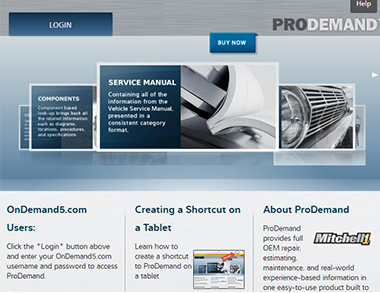 Help
LOGIN
PRODEMAND
BUY NOW
COMPONENTS
Component based
look-up brings back all
the related information
such as diagrams,
locations, procedures,
and specifications.
SERVICE MANUAL
Containing all of the
information from the
Vehicle Service Manual,
presented in a
consistent category
format.
OnDemand5.com
Users:
Click the "Login" button above
and enter your OnDemand5.com
username and password to access
ProDemand.
Creating a Shortcut on
a Tablet
Learn how to
create a shortcut
to ProDemand on
a tablet
About ProDemand
ProDemand
provides full
OEM repair,
estimating,
maintenance, and real-world
experience-based information in
one easy-to-use product built to
Mitchell1